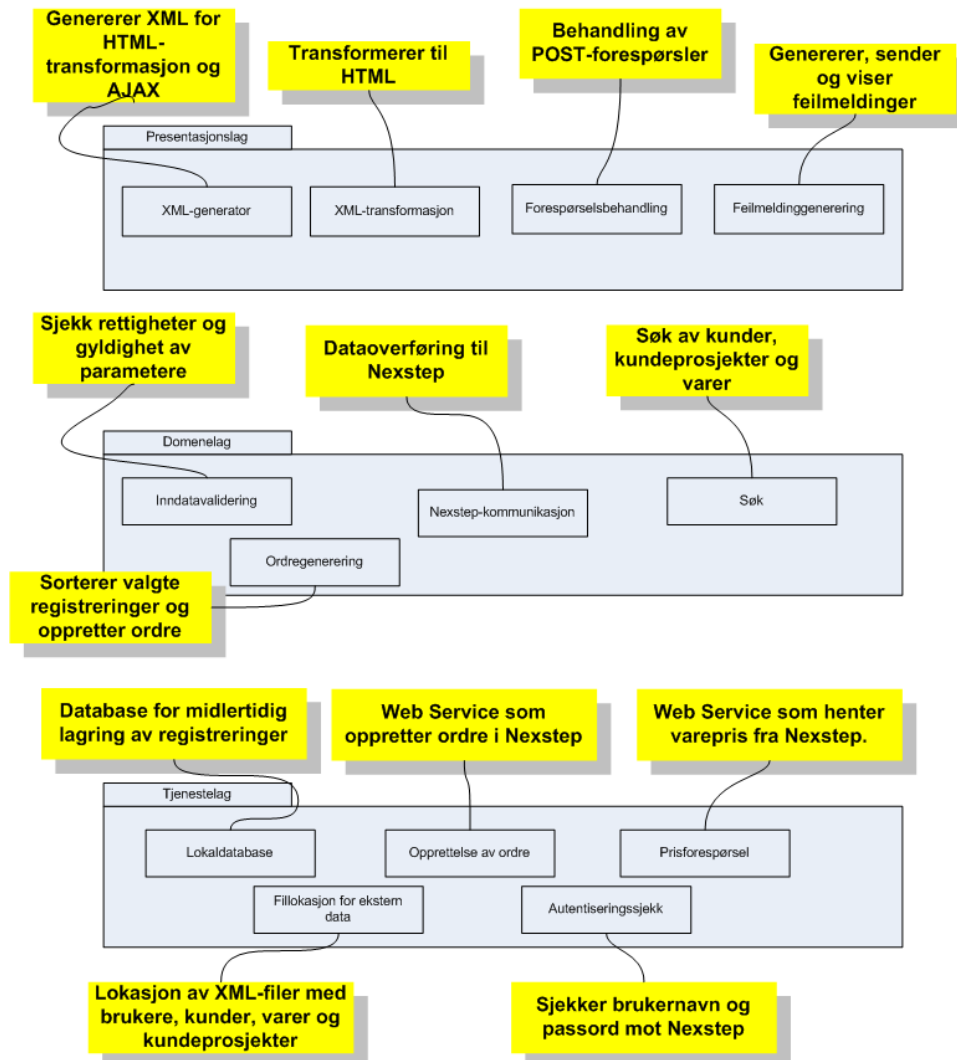 Genererer XML for
HTML-
transformasjon og
AJAX
Transformerer til
HTML
Behandling av
POST-forespørsler
Genererer, sender
og viser
feilmeldinger
Presentasjonslag
XML-generator
XML-transformasjon
Forespørselsbehandling
Feilmeldinggenerering
Sjekk rettigheter og
gyldighet av
parametere
Dataoverføring til
Nexstep
Søk av kunder,
kundeprosjekter og
varer
Domenelag
Inndatavalidering
Nexstep-kommunikasjon
Søk
Ordregenerering
Sorterer valgte
registreringer og
oppretter ordre
Database for midlertidig
lagring av registreringer
Web Service som
oppretter ordre i Nexstep
Web Service som henter
varepris fra Nexstep.
Tjenestelag
Lokaldatabase
Opprettelse av ordre
Prisforespørsel
Fillokasjon for ekstern
data
Autentiseringssjekk
Lokasjon av XML-filer med
brukere, kunder, varer og
kundeprosjekter
Sjekker brukernavn og
passord mot Nexstep